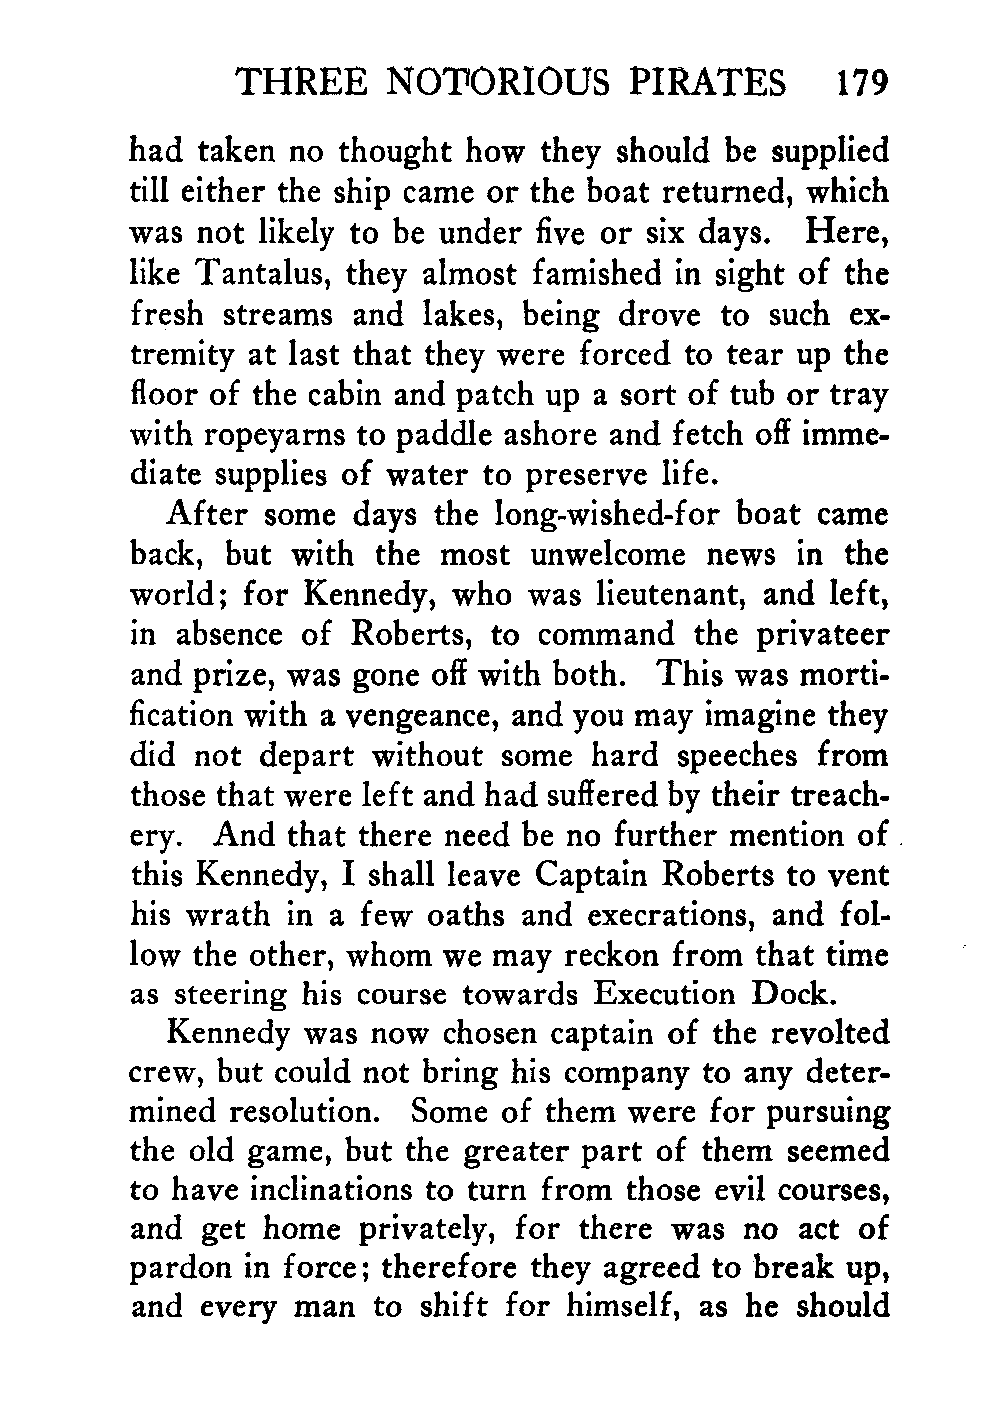 THREE NOTORIOUS PIRATES 179
had taken no thought how they should be supplied
till either the ship came or the boat returned, which
was not likely to be under five or six days. Here,
like Tantalus, they almost famished in sight of the
fresh streams and lakes, being drove to such ex-
tremity at last that they were forced to tear up the
floor of the cabin and patch up a sort of tub or tray
with ropeyarns to paddle ashore and fetch off imme-
diate supplies of water to preserve life.
After some days the long-wished-for boat came
back, but with the most unwelcome news in the
world; for Kennedy, who was lieutenant, and left,
in absence of Roberts, to command the privateer
and prize, was gone off with both. This was morti-
fication with a vengeance, and you may imagine they
did not depart without some hard speeches from
those that were left and had suffered by their treach-
ery. And that there need be no further mention of
this Kennedy, I shall leave Captain Roberts to vent
his wrath in a few oaths and execrations, and fol-
low the other, whom we may reckon from that time
as steering his course towards Execution Dock.
Kennedy was now chosen captain of the revolted
crew, but could not bring his company to any deter-
mined resolution. Some of them were for pursuing
the old game, but the greater part of them seemed
to have inclinations to turn from those evil courses,
and get home privately, for there was no act of
pardon in force; therefore they agreed to break up,
and every man to shift for himself, as he should